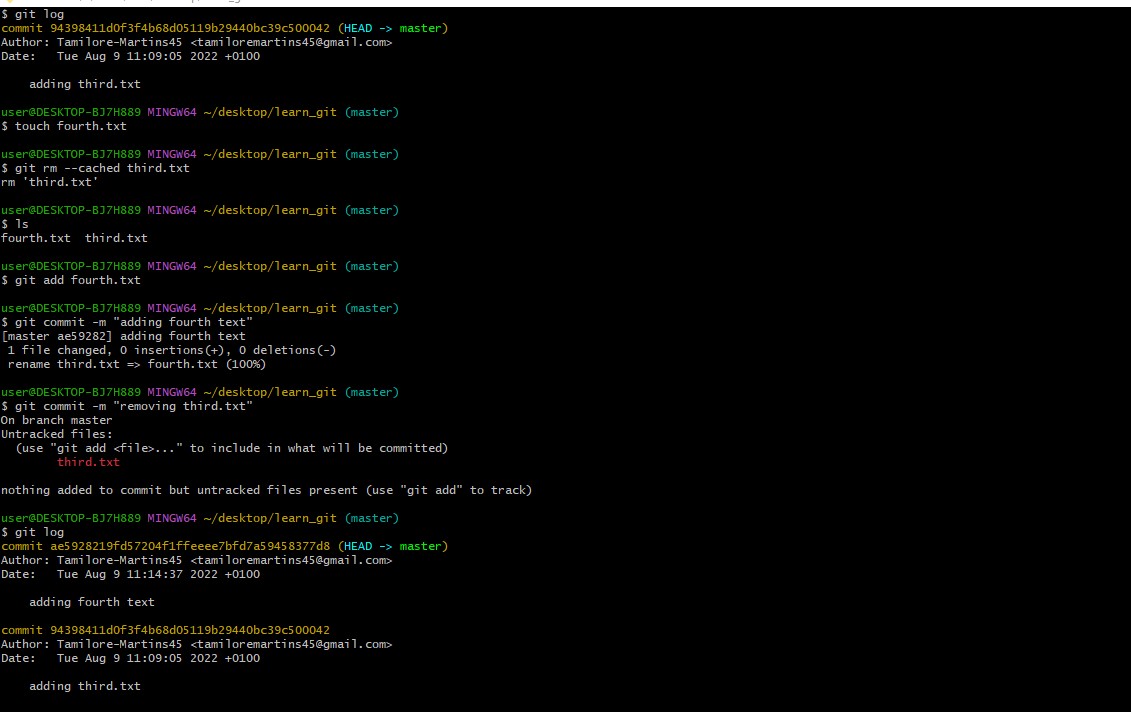 $ git log
commit 94398411d0f3f4b68d05119b29440bc39c500042 (HEAD -> master)
Author: Tamilore-Martins45 <tamiloremartins45@gmail.com>
Date:   Tue Aug 9 11:09:05 2022 +0100
    adding third.txt
user@DESKTOP-BJ7H889 MINGW64 ~/desktop/learn_git (master)
$ touch fourth.txt
user@DESKTOP-BJ7H889 MINGW64 ~/desktop/learn_git (master)
$ git rm --cached third.txt
rm 'third.txt'
user@DESKTOP-BJ7H889 MINGW64 ~/desktop/learn_git (master)
$ ls
fourth.txt  third.txt
user@DESKTOP-BJ7H889 MINGW64 ~/desktop/learn_git (master)
$ git add fourth.txt
user@DESKTOP-BJ7H889 MINGW64 ~/desktop/learn_git (master)
$ git commit -m "adding fourth text"
[master ae59282] adding fourth text
 1 file changed, 0 insertions(+), 0 deletions(-)
 rename third.txt => fourth.txt (100%)
user@DESKTOP-BJ7H889 MINGW64 ~/desktop/learn_git (master)
$ git commit -m "removing third.txt"
On branch master
Untracked files:
  (use "git add <file>..." to include in what will be committed)
        third.txt
nothing added to commit but untracked files present (use "git add" to track)
user@DESKTOP-BJ7H889 MINGW64 ~/desktop/learn_git (master)
$ git log
commit ae5928219fd57204f1ffeeee7bfd7a59458377d8 (HEAD -> master)
Author: Tamilore-Martins45 <tamiloremartins45@gmail.com>
Date:   Tue Aug 9 11:14:37 2022 +0100
    adding fourth text
commit 94398411d0f3f4b68d05119b29440bc39c500042
Author: Tamilore-Martins45 <tamiloremartins45@gmail.com>
Date:   Tue Aug 9 11:09:05 2022 +0100
    adding third.txt